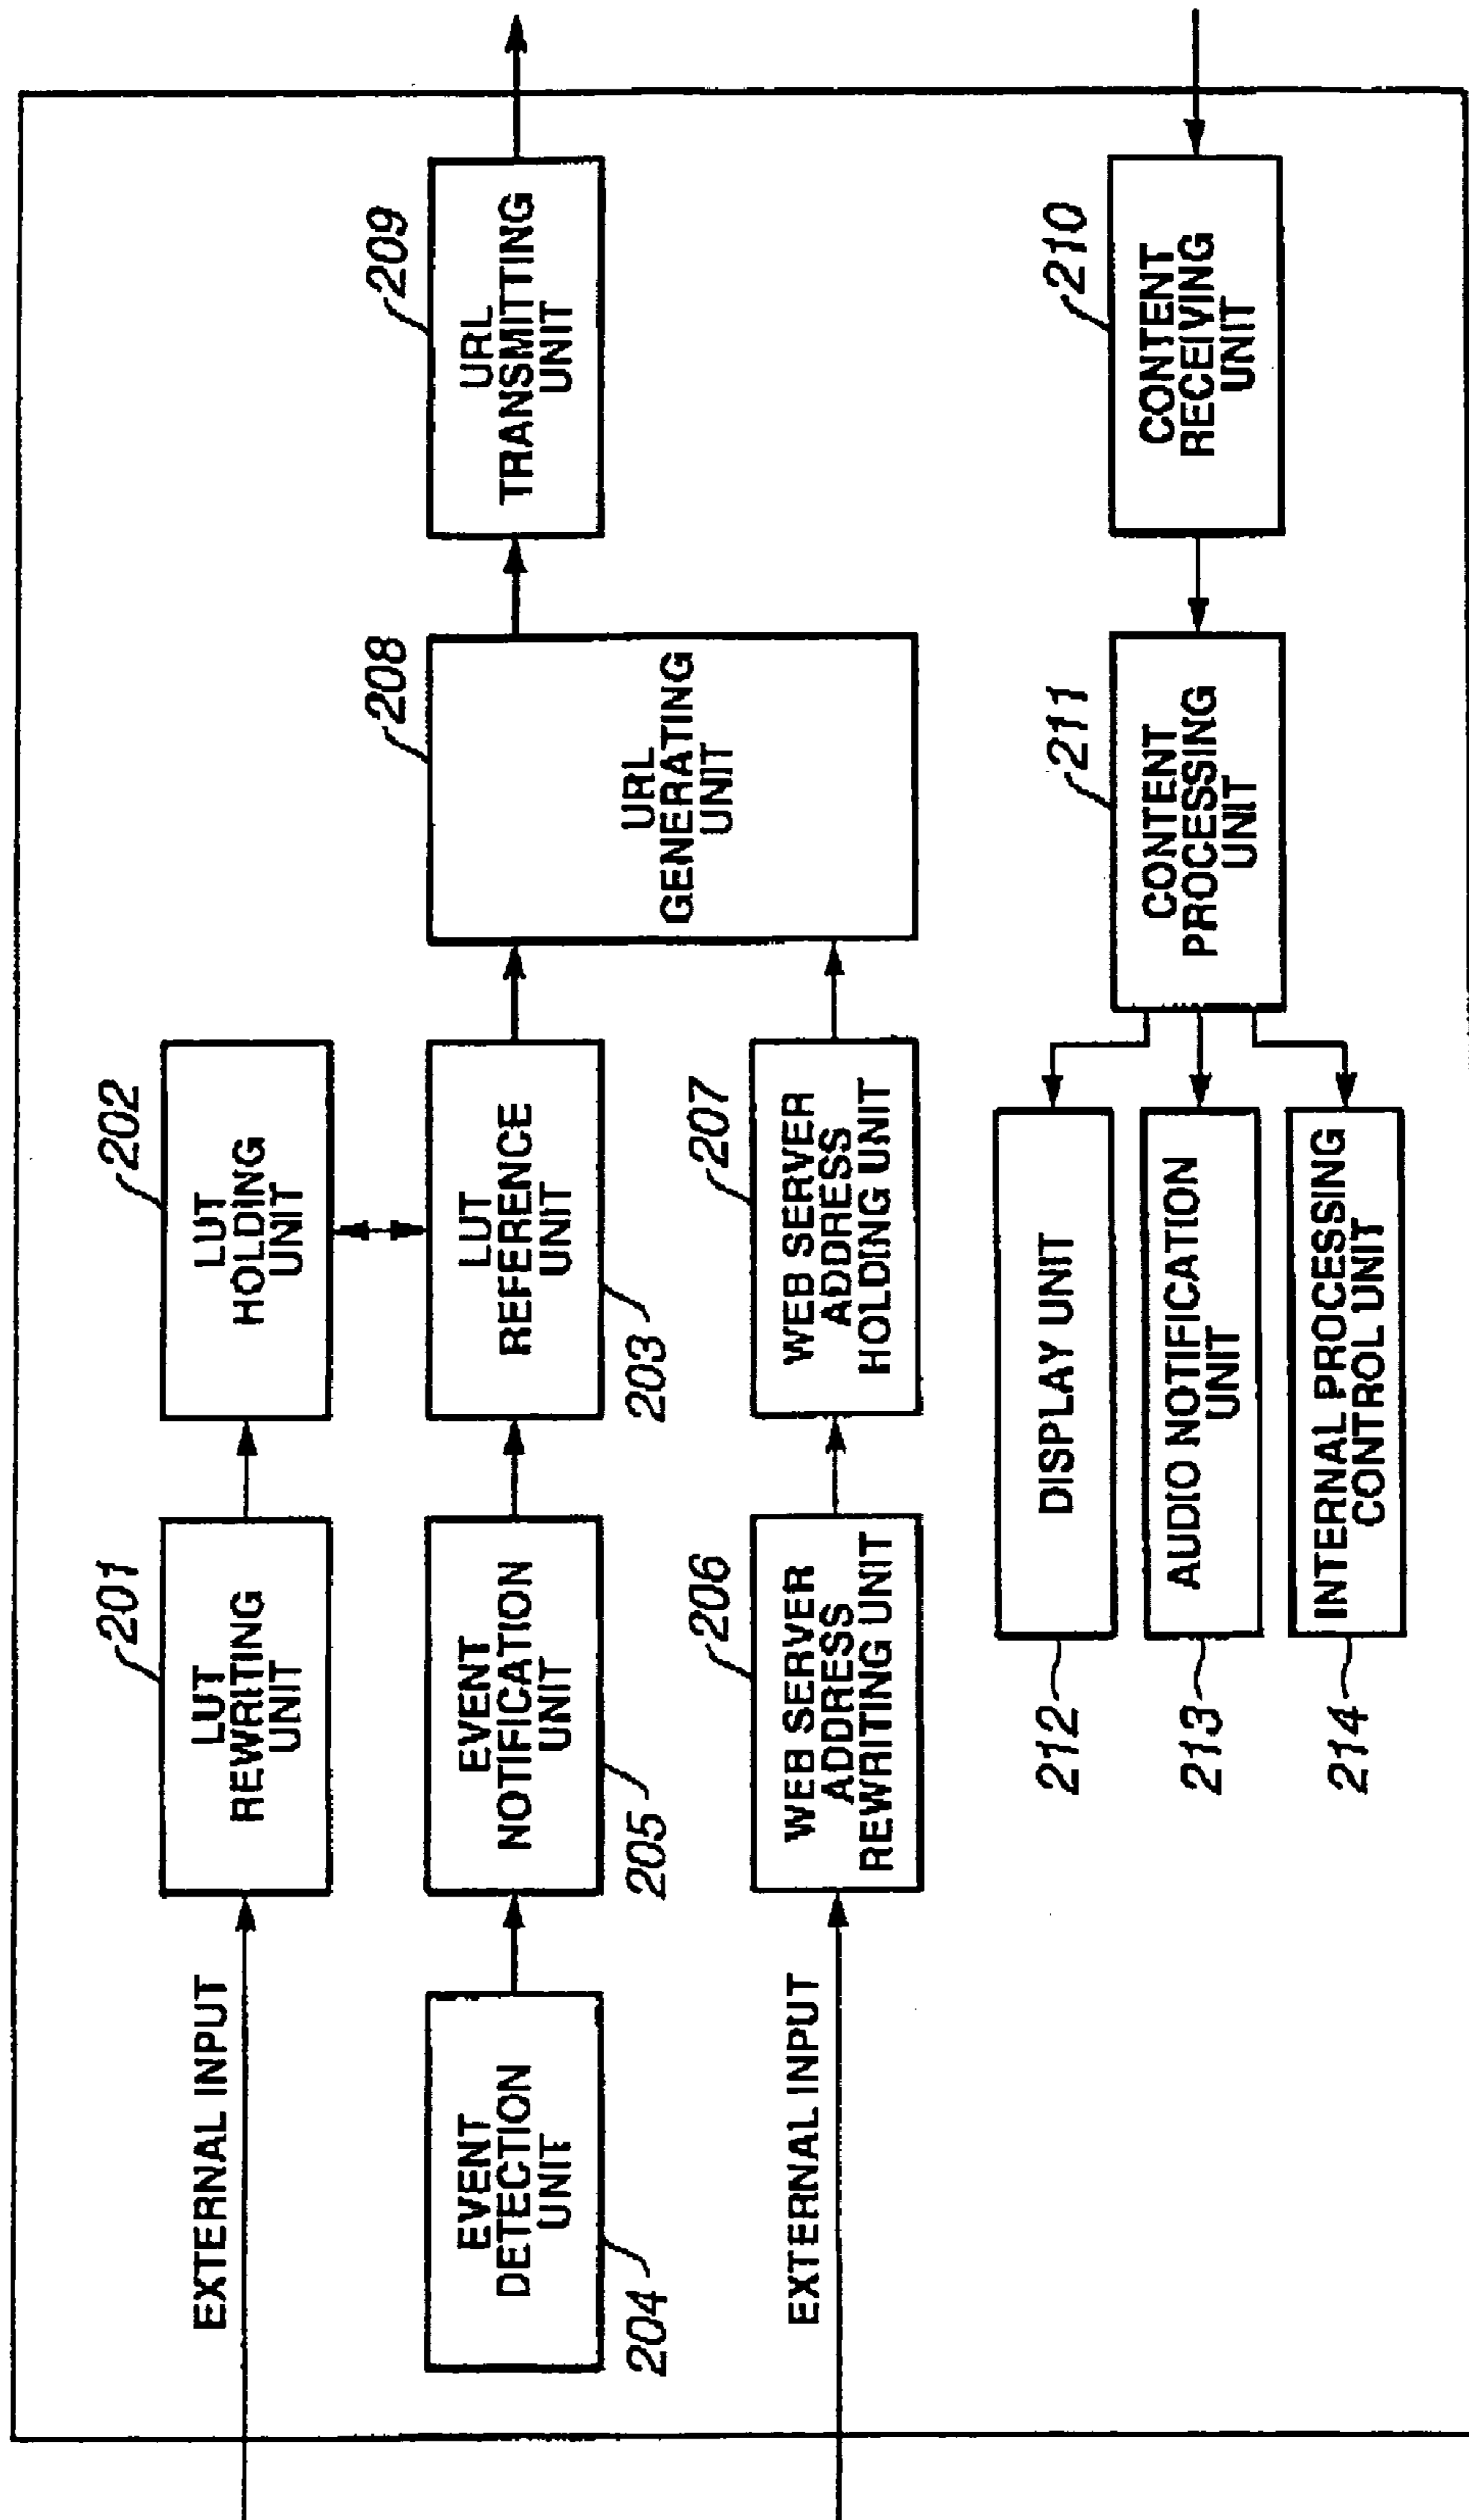 EXTERNAL INPUT
201
LUT
REWRITING
UNIT
202
LUT
HOLDING
UNIT
EVENT
DETECTION
UNIT
204
EVENT
NOTIFICATION
UNIT
205
LUT
REFERENCE
UNIT
203
208
URL
GENERATING
UNIT
209
URL
TRANSMITTING
UNIT
EXTERNAL INPUT
206
WEB SERVER
ADDRESS
REWRITING UNIT
207
WEB SERVER
ADDRESS
HOLDING UNIT
212
DISPLAY UNIT
213
AUDIO NOTIFICATION
UNIT
214
INTERNAL PROCESSING
CONTROL UNIT
211
CONTENT
PROCESSING
UNIT
210
CONTENT
RECEIVING
UNIT